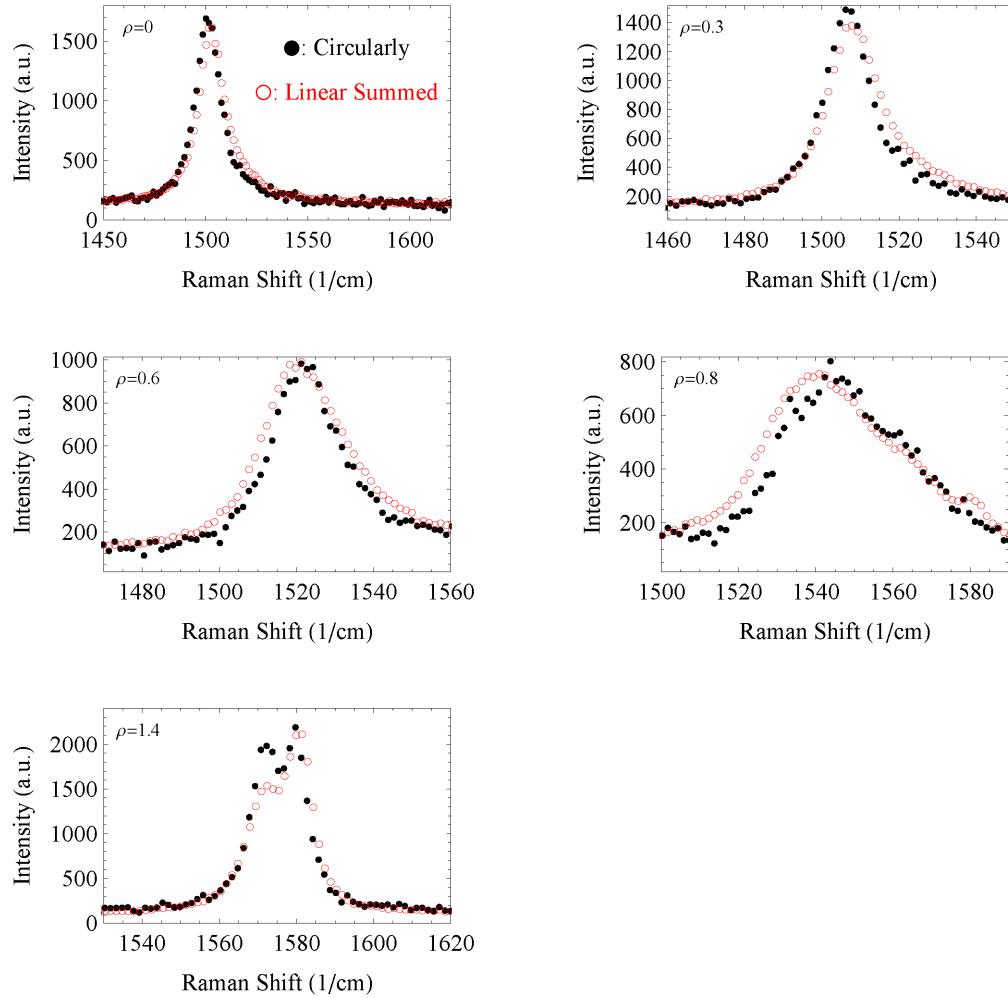 ρ=0
●: Circularly
○: Linear Summed
Intensity (a.u.)
1500
1000
500
0
1450 1500 1550 1600
Raman Shift (1/cm)
ρ=0.3
Intensity (a.u.)
1400
1200
1000
800
600
400
200
1460 1480 1500 1520 1540
Raman Shift (1/cm)
ρ=0.6
Intensity (a.u.)
1000
800
600
400
200
1480 1500 1520 1540 1560
Raman Shift (1/cm)
ρ=0.8
Intensity (a.u.)
800
600
400
200
1500 1520 1540 1560 1580
Raman Shift (1/cm)
ρ=1.4
Intensity (a.u.)
2000
1500
1000
500
0
1540 1560 1580 1600 1620
Raman Shift (1/cm)